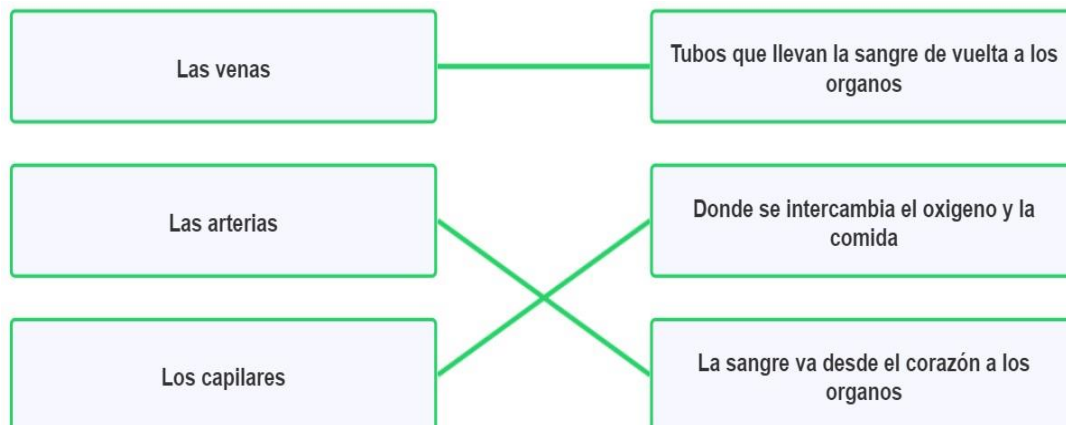 Las venas
Tubos que llevan la sangre de vuelta a los
organos
Las arterias
Donde se intercambia el oxigeno y la
comida
Los capilares
La sangre va desde el corazón a los
organos